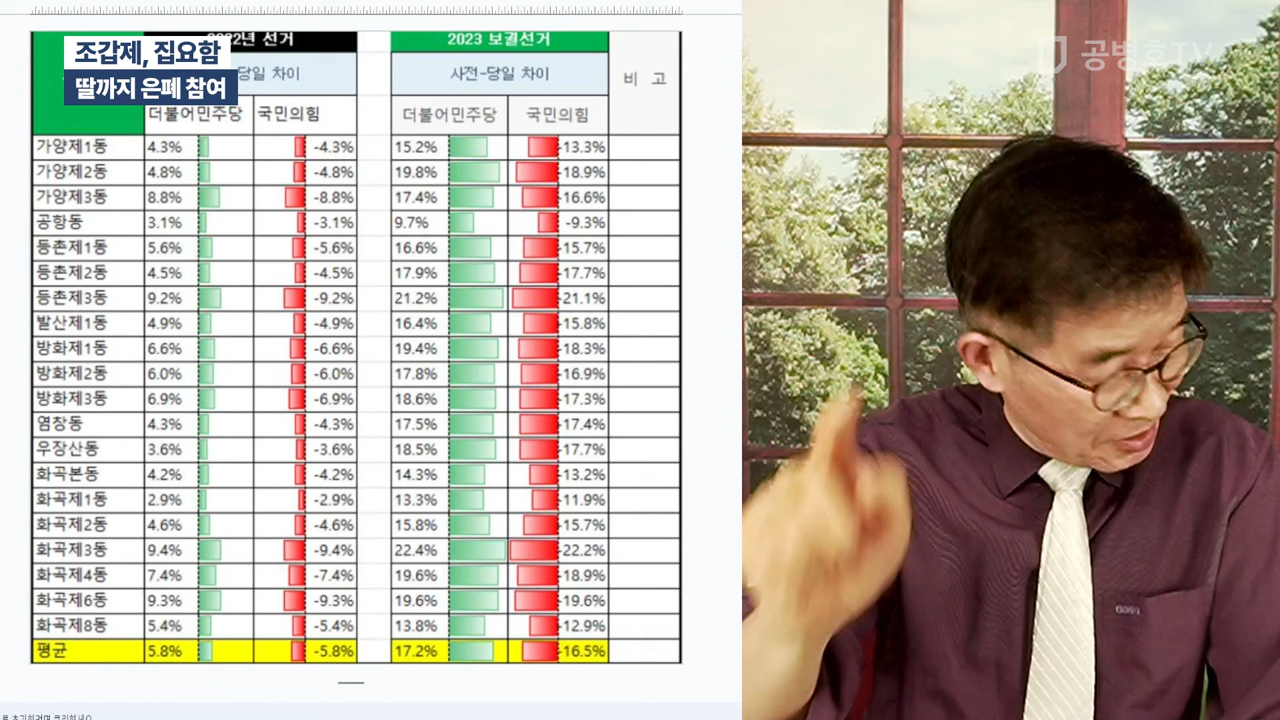 조갑제, 집요함
딸까지 은폐 참여
22년 선거
2023 보궐선거
당일 차이
사전-당일 차이
비 고
더불어민주당 국민의힘 더불어민주당 국민의힘
가양제1동 4.3% -4.3% 15.2% -13.3%
가양제2동 4.8% -4.8% 19.8% -18.9%
가양제3동 8.8% -8.8% 17.4% -16.6%
공항동 3.1% -3.1% 9.7% -9.3%
등촌제1동 5.6% -5.6% 16.6% -15.7%
등촌제2동 4.5% -4.5% 17.9% -17.7%
등촌제3동 9.2% -9.2% 21.2% -21.1%
발산제1동 4.9% -4.9% 16.4% -15.8%
방화제1동 6.6% -6.6% 19.4% -18.3%
방화제2동 6.0% -6.0% 17.8% -16.9%
방화제3동 6.9% -6.9% 18.6% -17.3%
염창동 4.3% -4.3% 17.5% -17.4%
우장산동 3.6% -3.6% 18.5% -17.7%
화곡본동 4.2% -4.2% 14.3% -13.2%
화곡제1동 2.9% -2.9% 13.3% -11.9%
화곡제2동 4.6% -4.6% 15.8% -15.7%
화곡제3동 9.4% -9.4% 22.4% -22.2%
화곡제4동 7.4% -7.4% 19.6% -18.9%
화곡제6동 9.3% -9.3% 19.6% -19.6%
화곡제8동 5.4% -5.4% 13.8% -12.9%
평균 5.8% -5.8% 17.2% -16.5%
공병호TV